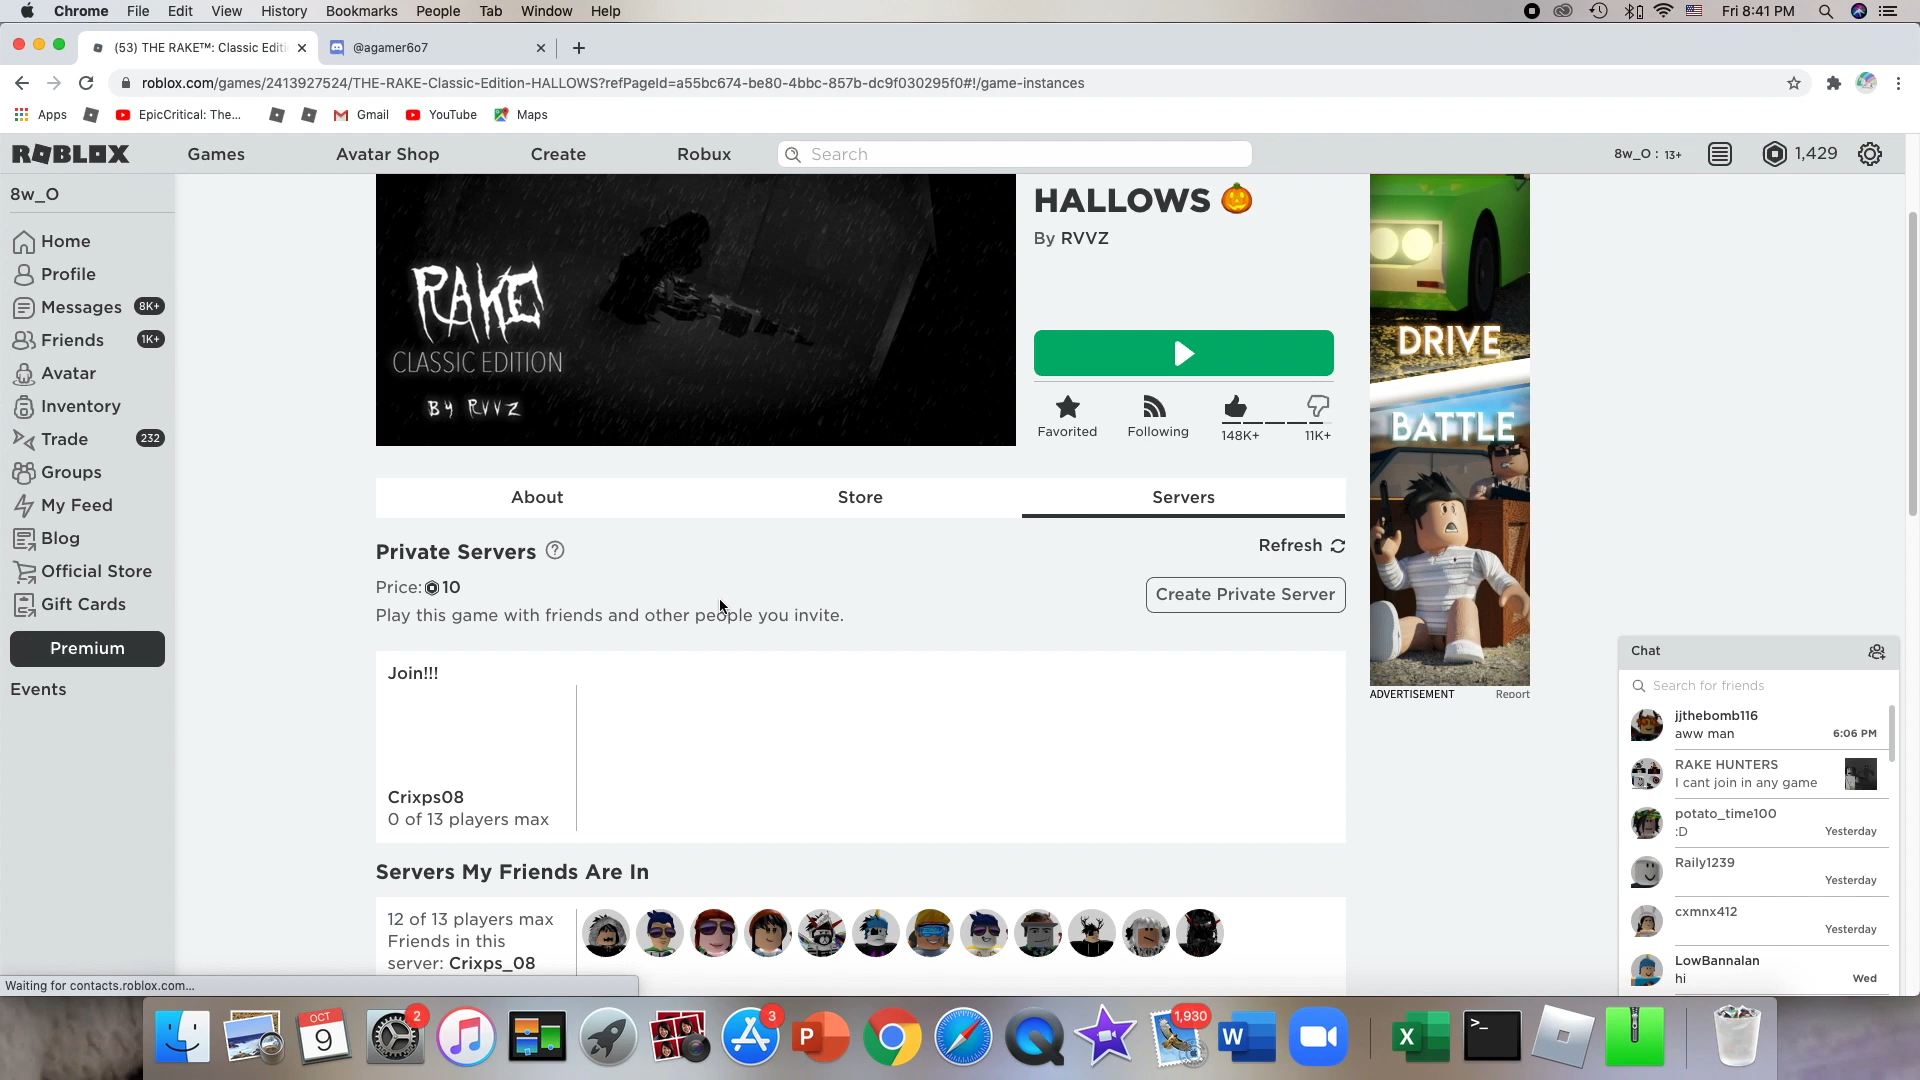 Chrome File Edit View History Bookmarks People Tab Window Help Fri 8:41 PM
(53) THE RAKE™: Classic Editi @agamer6o7
roblox.com/games/2413927524/THE-RAKE-Classic-Edition-HALLOWS?refPageId=a55bc674-be80-4bbc-857b-dc9f030295f0#!/game-instances
Apps EpicCritical: The... Gmail YouTube Maps
ROBLOX Games Avatar Shop Create Robux Search 8w_O : 13+ 1,429
8w_O
Home
Profile
Messages 8K+
Friends 1K+
Avatar
Inventory
Trade 232
Groups
My Feed
Blog
Official Store
Gift Cards
Premium
Events
RAKE
CLASSIC EDITION
BY RVVZ
HALLOWS
By RVVZ
Favorited Following 148K+ 11K+
DRIVE
BATTLE
ADVERTISEMENT Report
About Store Servers
Private Servers ?
Refresh
Price: 10
Create Private Server
Play this game with friends and other people you invite.
Join!!!
Crixps08
0 of 13 players max
Servers My Friends Are In
12 of 13 players max
Friends in this
server: Crixps_08
Chat
Search for friends
jjthebomb116
aww man 6:06 PM
RAKE HUNTERS
I cant join in any game
potato_time100
:D Yesterday
Raily1239
Yesterday
cxmnx412
Yesterday
LowBannalan
hi Wed
Waiting for contacts.roblox.com...
OCT
9
2
3
P
1,930
W
X
>_